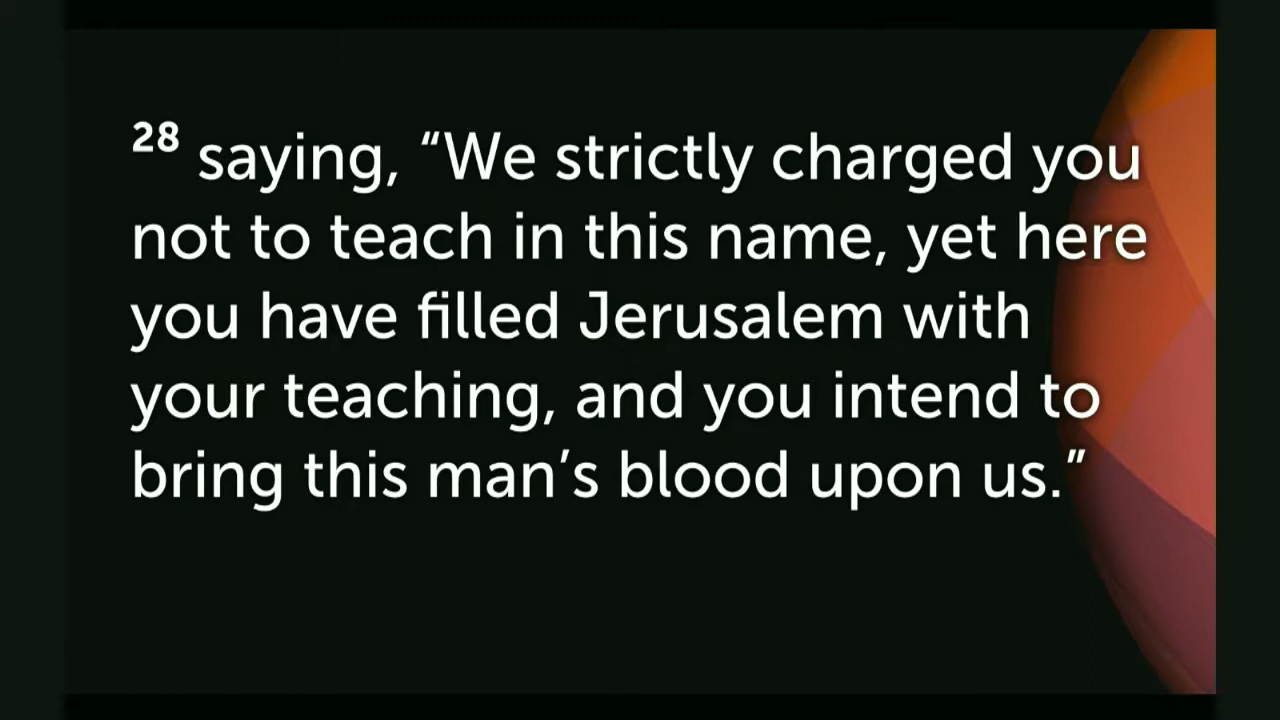 28 saying, “We strictly charged you
not to teach in this name, yet here
you have filled Jerusalem with
your teaching, and you intend to
bring this man’s blood upon us.”